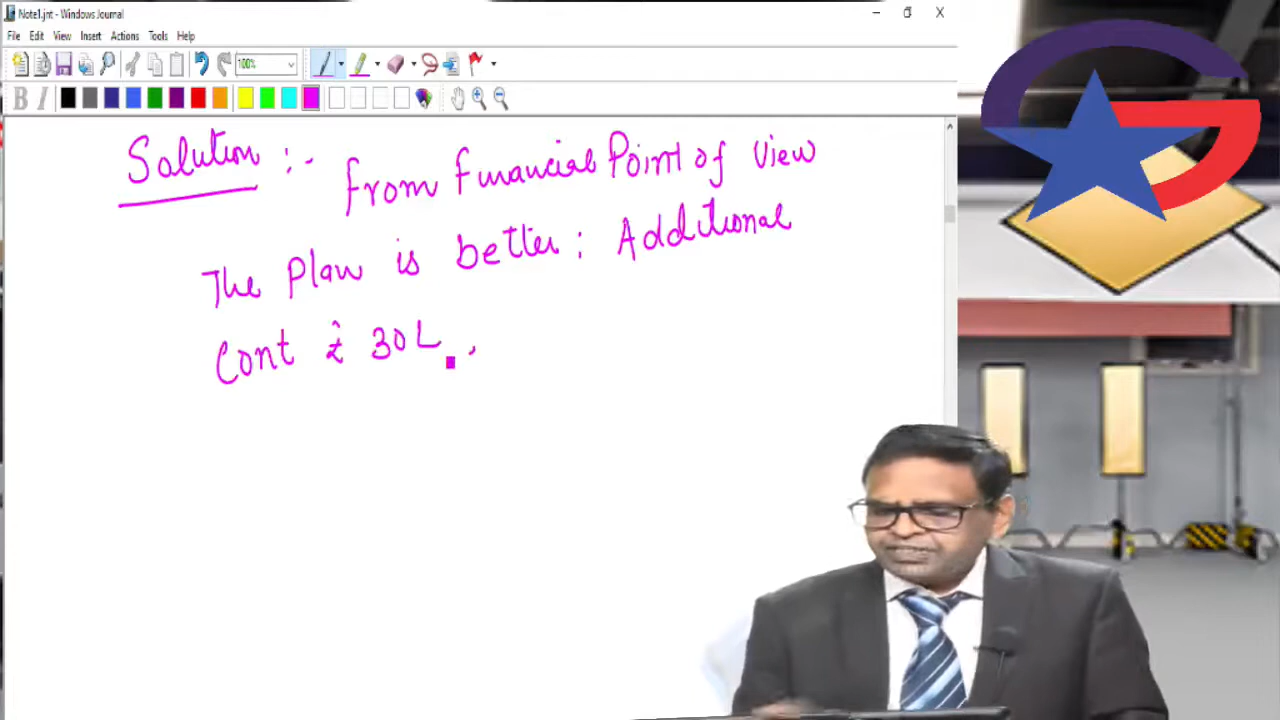 Note1.jnt - Windows Journal
File Edit View Insert Actions Tools Help
100%
B I
Solution :- From Financial Point of View
The Plan is better : Additional
Cont ₹ 30L